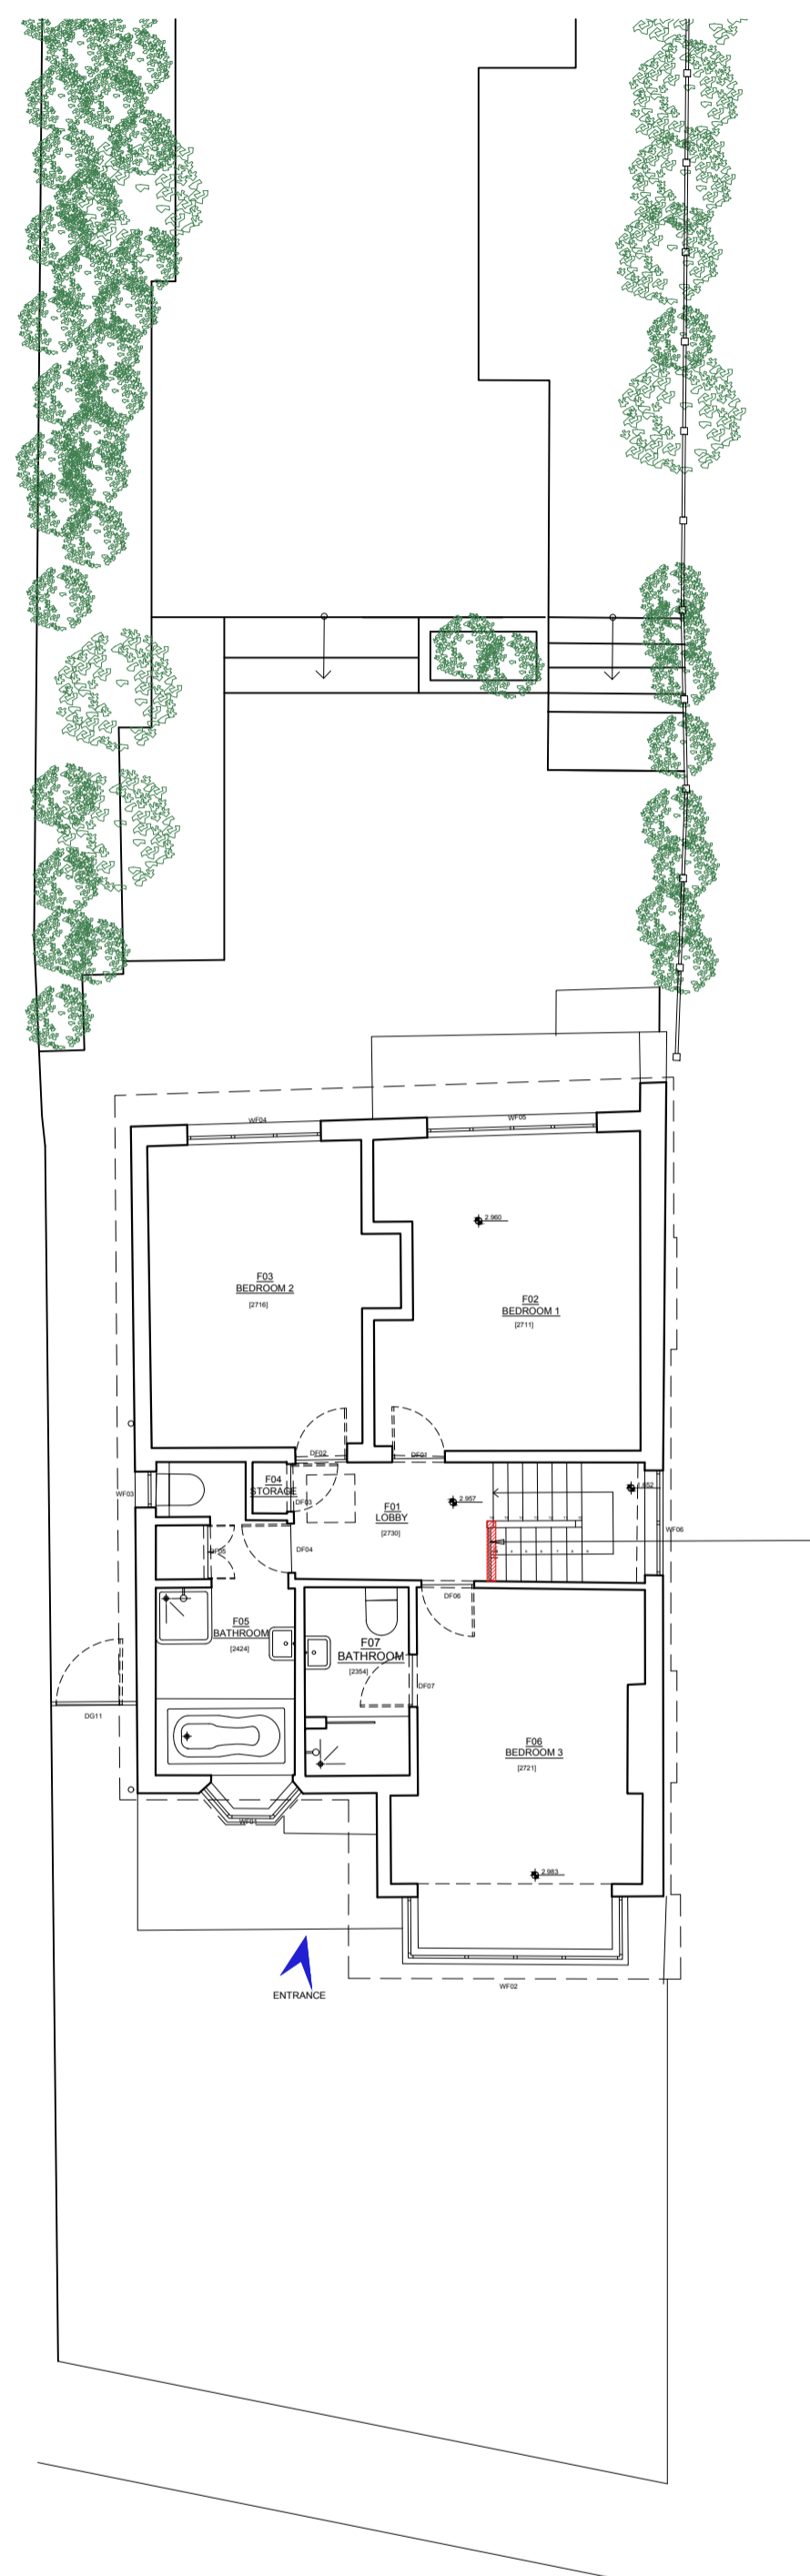 WF04
WF05
2.960
F03
BEDROOM 2
[2716]
F02
BEDROOM 1
[2711]
DF02
DF01
F04
STORAGE
WF03
DF03
F01
LOBBY
[2730]
2.957
WF06
DF05
DF04
DF06
F05
BATHROOM
[2424]
F07
BATHROOM
[2354]
DF07
DG11
F06
BEDROOM 3
[2721]
WF01
2.983
ENTRANCE
WF02